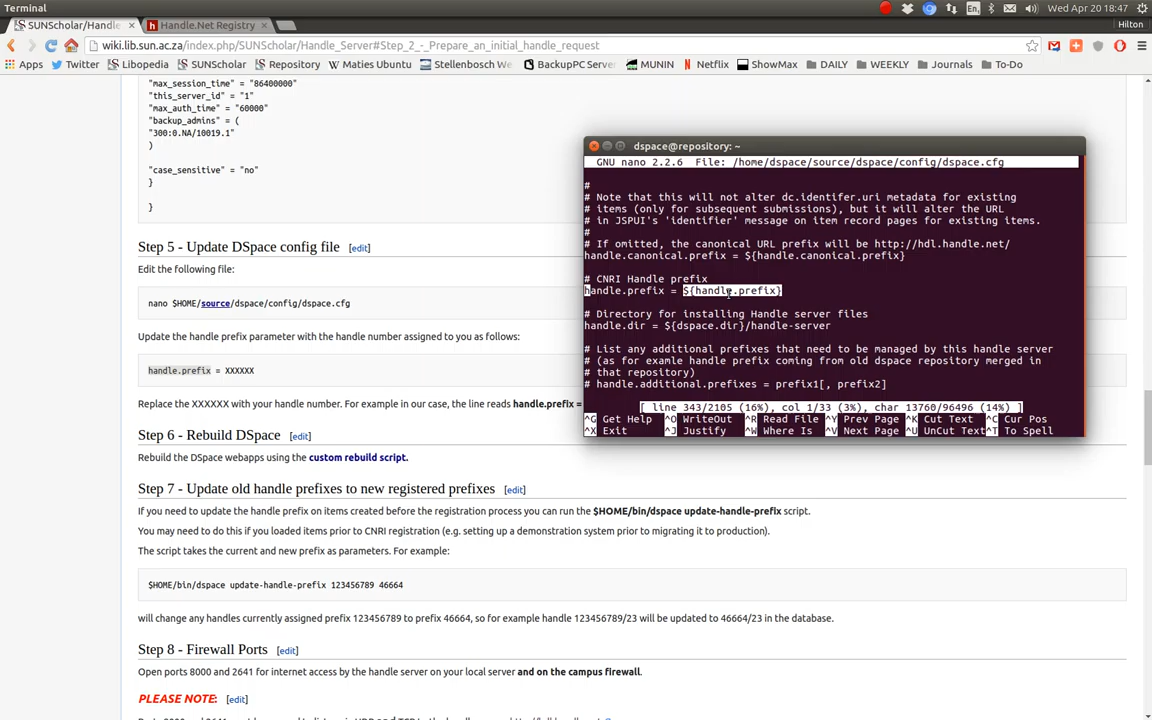 Terminal
En
Wed Apr 20 18:47
SUNScholar/Handle
Handle.Net Registry
Hilton
wiki.lib.sun.ac.za/index.php/SUNScholar/Handle_Server#Step_2_-_Prepare_an_initial_handle_request
Apps
Twitter
Libopedia
SUNScholar
Repository
Maties Ubuntu
Stellenbosch We
BackupPC Server
MUNIN
Netflix
ShowMax
DAILY
WEEKLY
Journals
To-Do
"max_session_time" = "86400000"
"this_server_id" = "1"
"max_auth_time" = "60000"
"backup_admins" = (
"300:0.NA/10019.1"
)
"case_sensitive" = "no"
}
}
Step 5 - Update DSpace config file [edit]
Edit the following file:
nano $HOME/source/dspace/config/dspace.cfg
Update the handle prefix parameter with the handle number assigned to you as follows:
handle.prefix = XXXXXX
Replace the XXXXXX with your handle number. For example in our case, the line reads handle.prefix =
Step 6 - Rebuild DSpace [edit]
Rebuild the DSpace webapps using the custom rebuild script.
Step 7 - Update old handle prefixes to new registered prefixes [edit]
If you need to update the handle prefix on items created before the registration process you can run the $HOME/bin/dspace update-handle-prefix script.
You may need to do this if you loaded items prior to CNRI registration (e.g. setting up a demonstration system prior to migrating it to production).
The script takes the current and new prefix as parameters. For example:
$HOME/bin/dspace update-handle-prefix 123456789 46664
will change any handles currently assigned prefix 123456789 to prefix 46664, so for example handle 123456789/23 will be updated to 46664/23 in the database.
Step 8 - Firewall Ports [edit]
Open ports 8000 and 2641 for internet access by the handle server on your local server and on the campus firewall.
PLEASE NOTE: [edit]
dspace@repository: ~
GNU nano 2.2.6 File: /home/dspace/source/dspace/config/dspace.cfg
#
# Note that this will not alter dc.identifer.uri metadata for existing
# items (only for subsequent submissions), but it will alter the URL
# in JSPUI's 'identifier' message on item record pages for existing items.
#
# If omitted, the canonical URL prefix will be http://hdl.handle.net/
handle.canonical.prefix = ${handle.canonical.prefix}
# CNRI Handle prefix
handle.prefix = ${handle.prefix}
# Directory for installing Handle server files
handle.dir = ${dspace.dir}/handle-server
# List any additional prefixes that need to be managed by this handle server
# (as for examle handle prefix coming from old dspace repository merged in
# that repository)
# handle.additional.prefixes = prefix1[, prefix2]
[ line 343/2105 (16%), col 1/33 (3%), char 13760/96496 (14%) ]
^G Get Help ^O WriteOut ^R Read File ^Y Prev Page ^K Cut Text ^C Cur Pos
^X Exit ^J Justify ^W Where Is ^V Next Page ^U UnCut Text ^T To Spell